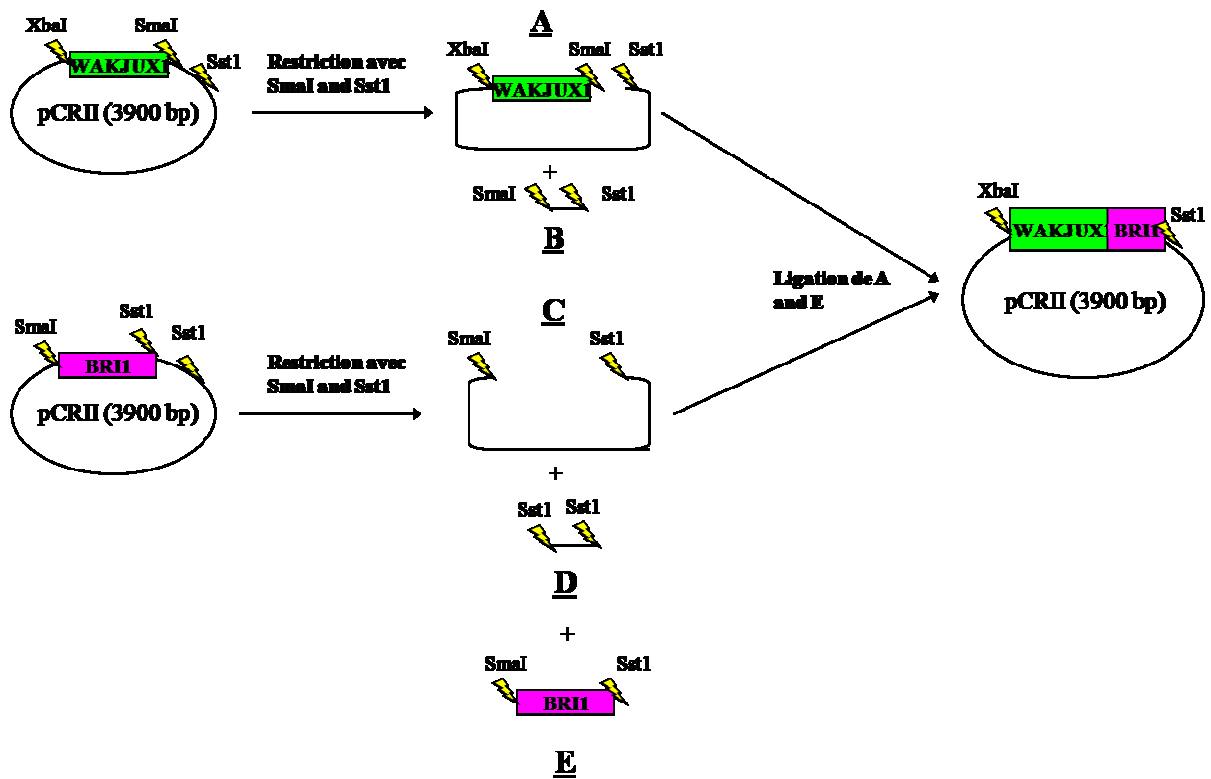 A
XbaI
SmaI
Sst1
WAKJUX1
pCRII (3900 bp)
Restriction avec
SmaI and Sst1
XbaI
SmaI
Sst1
WAKJUX1
+
SmaI
Sst1
B
XbaI
Sst1
WAKJUX
BRI1
pCRII (3900 bp)
Ligation de A
and E
C
SmaI
Sst1
Sst1
BRI1
pCRII (3900 bp)
Restriction avec
SmaI and Sst1
SmaI
Sst1
+
Sst1
Sst1
D
+
SmaI
Sst1
BRI1
E